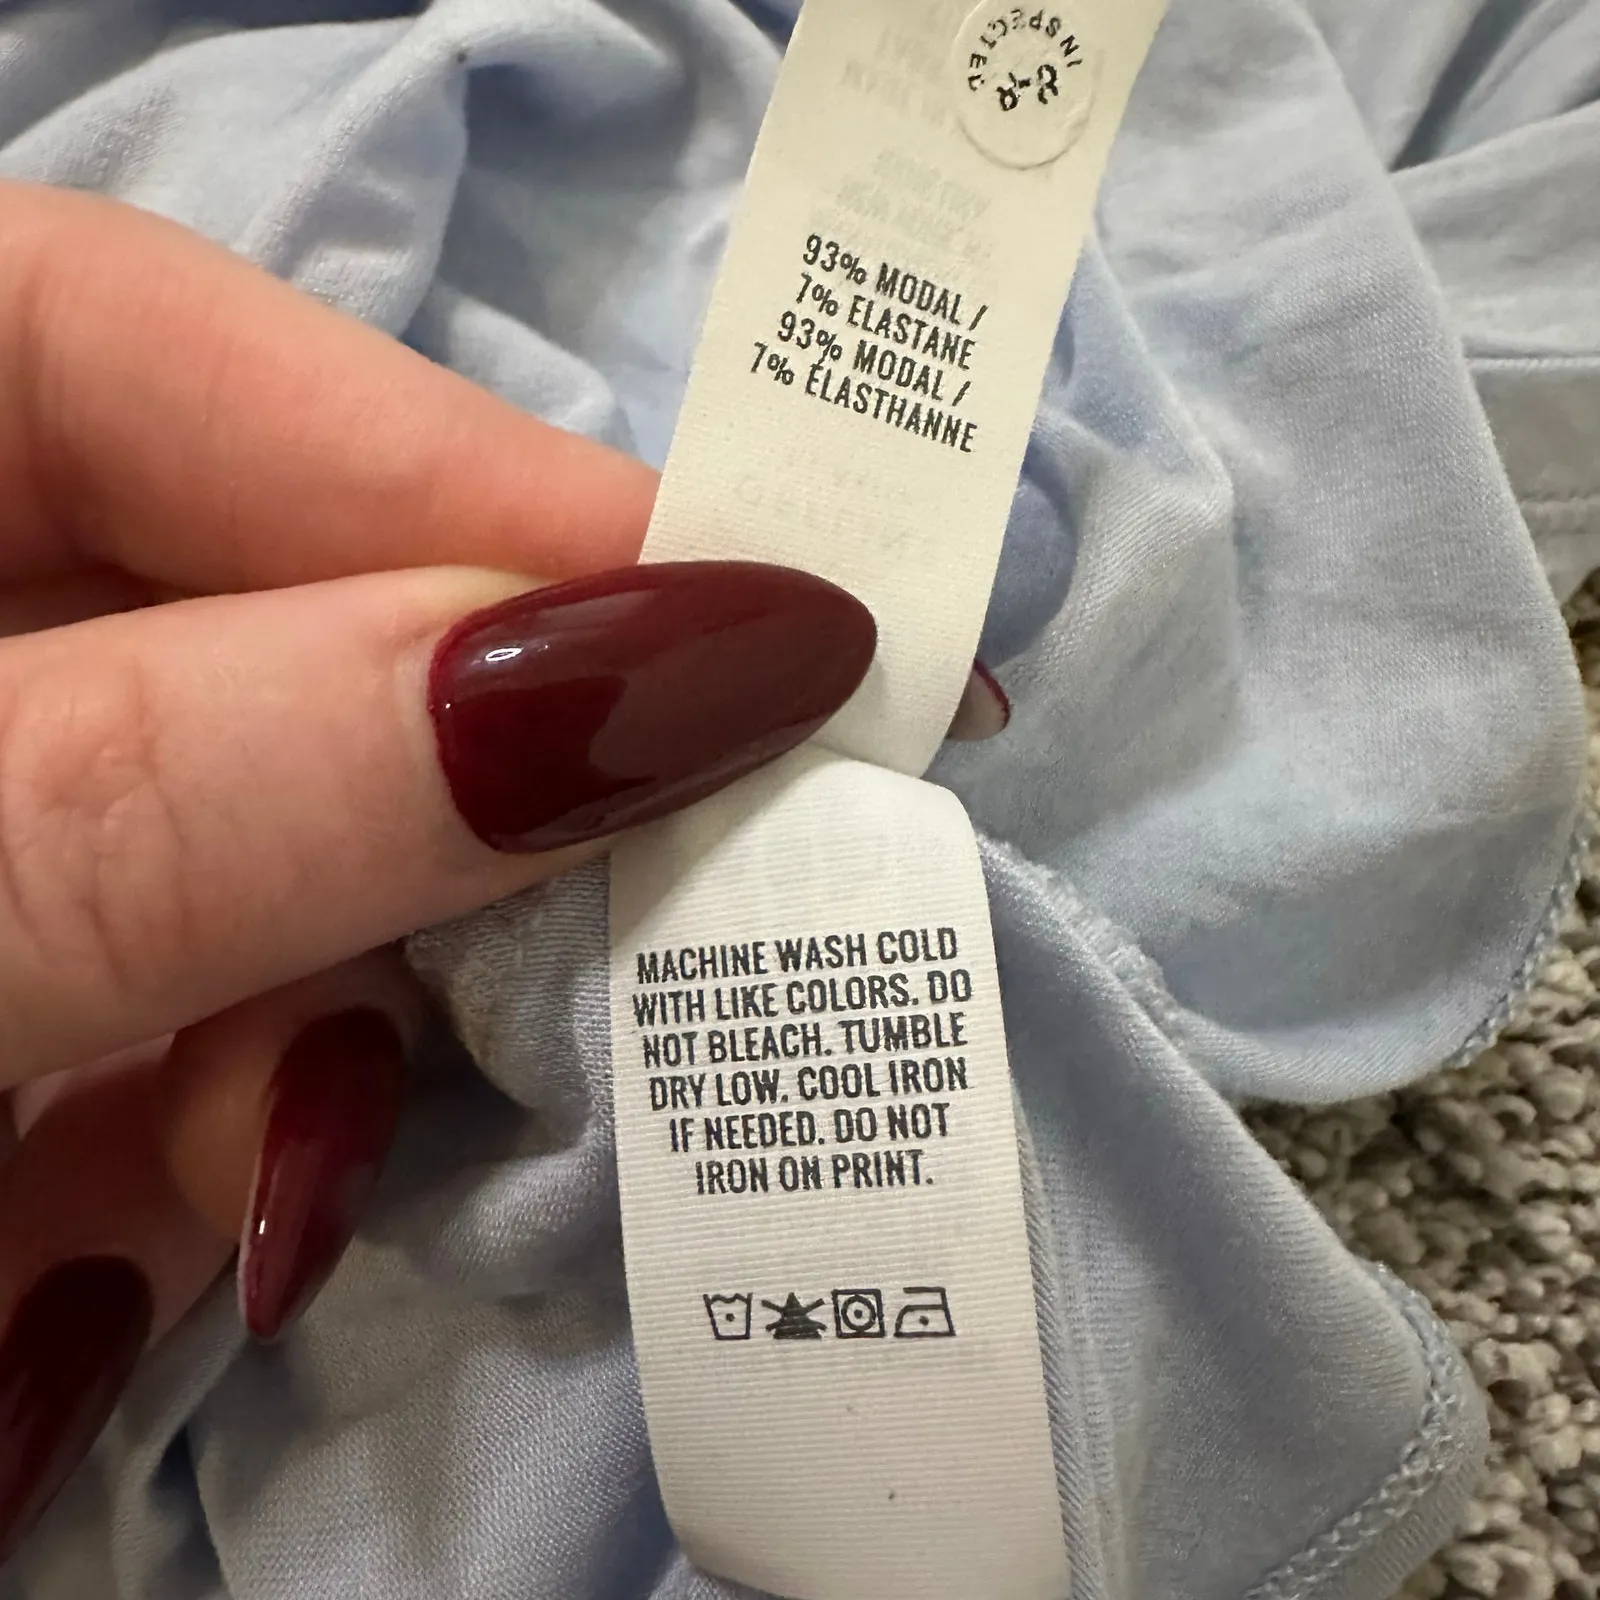 INSPECTED
93% MODAL /
7% ELASTANE
93% MODAL /
7% ÉLASTHANNE
MACHINE WASH COLD
WITH LIKE COLORS. DO
NOT BLEACH. TUMBLE
DRY LOW. COOL IRON
IF NEEDED. DO NOT
IRON ON PRINT.